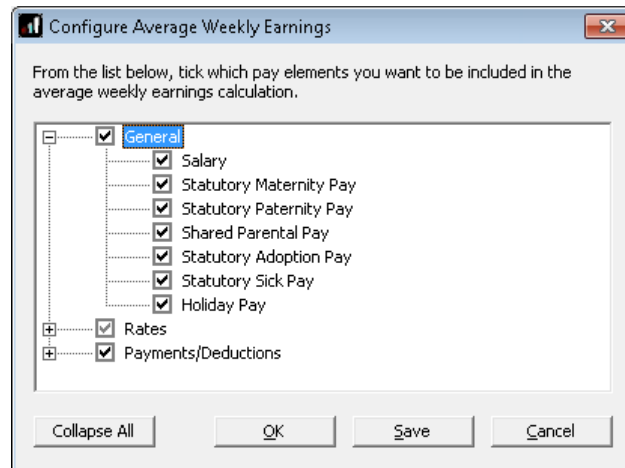 Configure Average Weekly Earnings
From the list below, tick which pay elements you want to be included in the
average weekly earnings calculation.
General
Salary
Statutory Maternity Pay
Statutory Paternity Pay
Shared Parental Pay
Statutory Adoption Pay
Statutory Sick Pay
Holiday Pay
Rates
Payments/Deductions
Collapse All OK Save Cancel